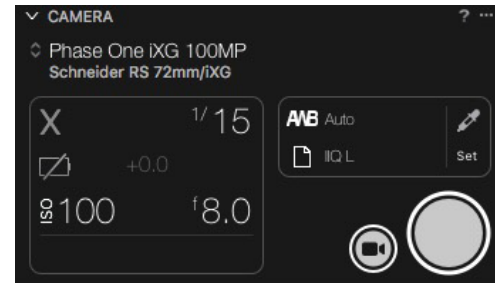 CAMERA ? ...
Phase One iXG 100MP
Schneider RS 72mm/iXG
X 1/15
+0.0
ISO 100 f8.0
AWB Auto
IIQ L Set